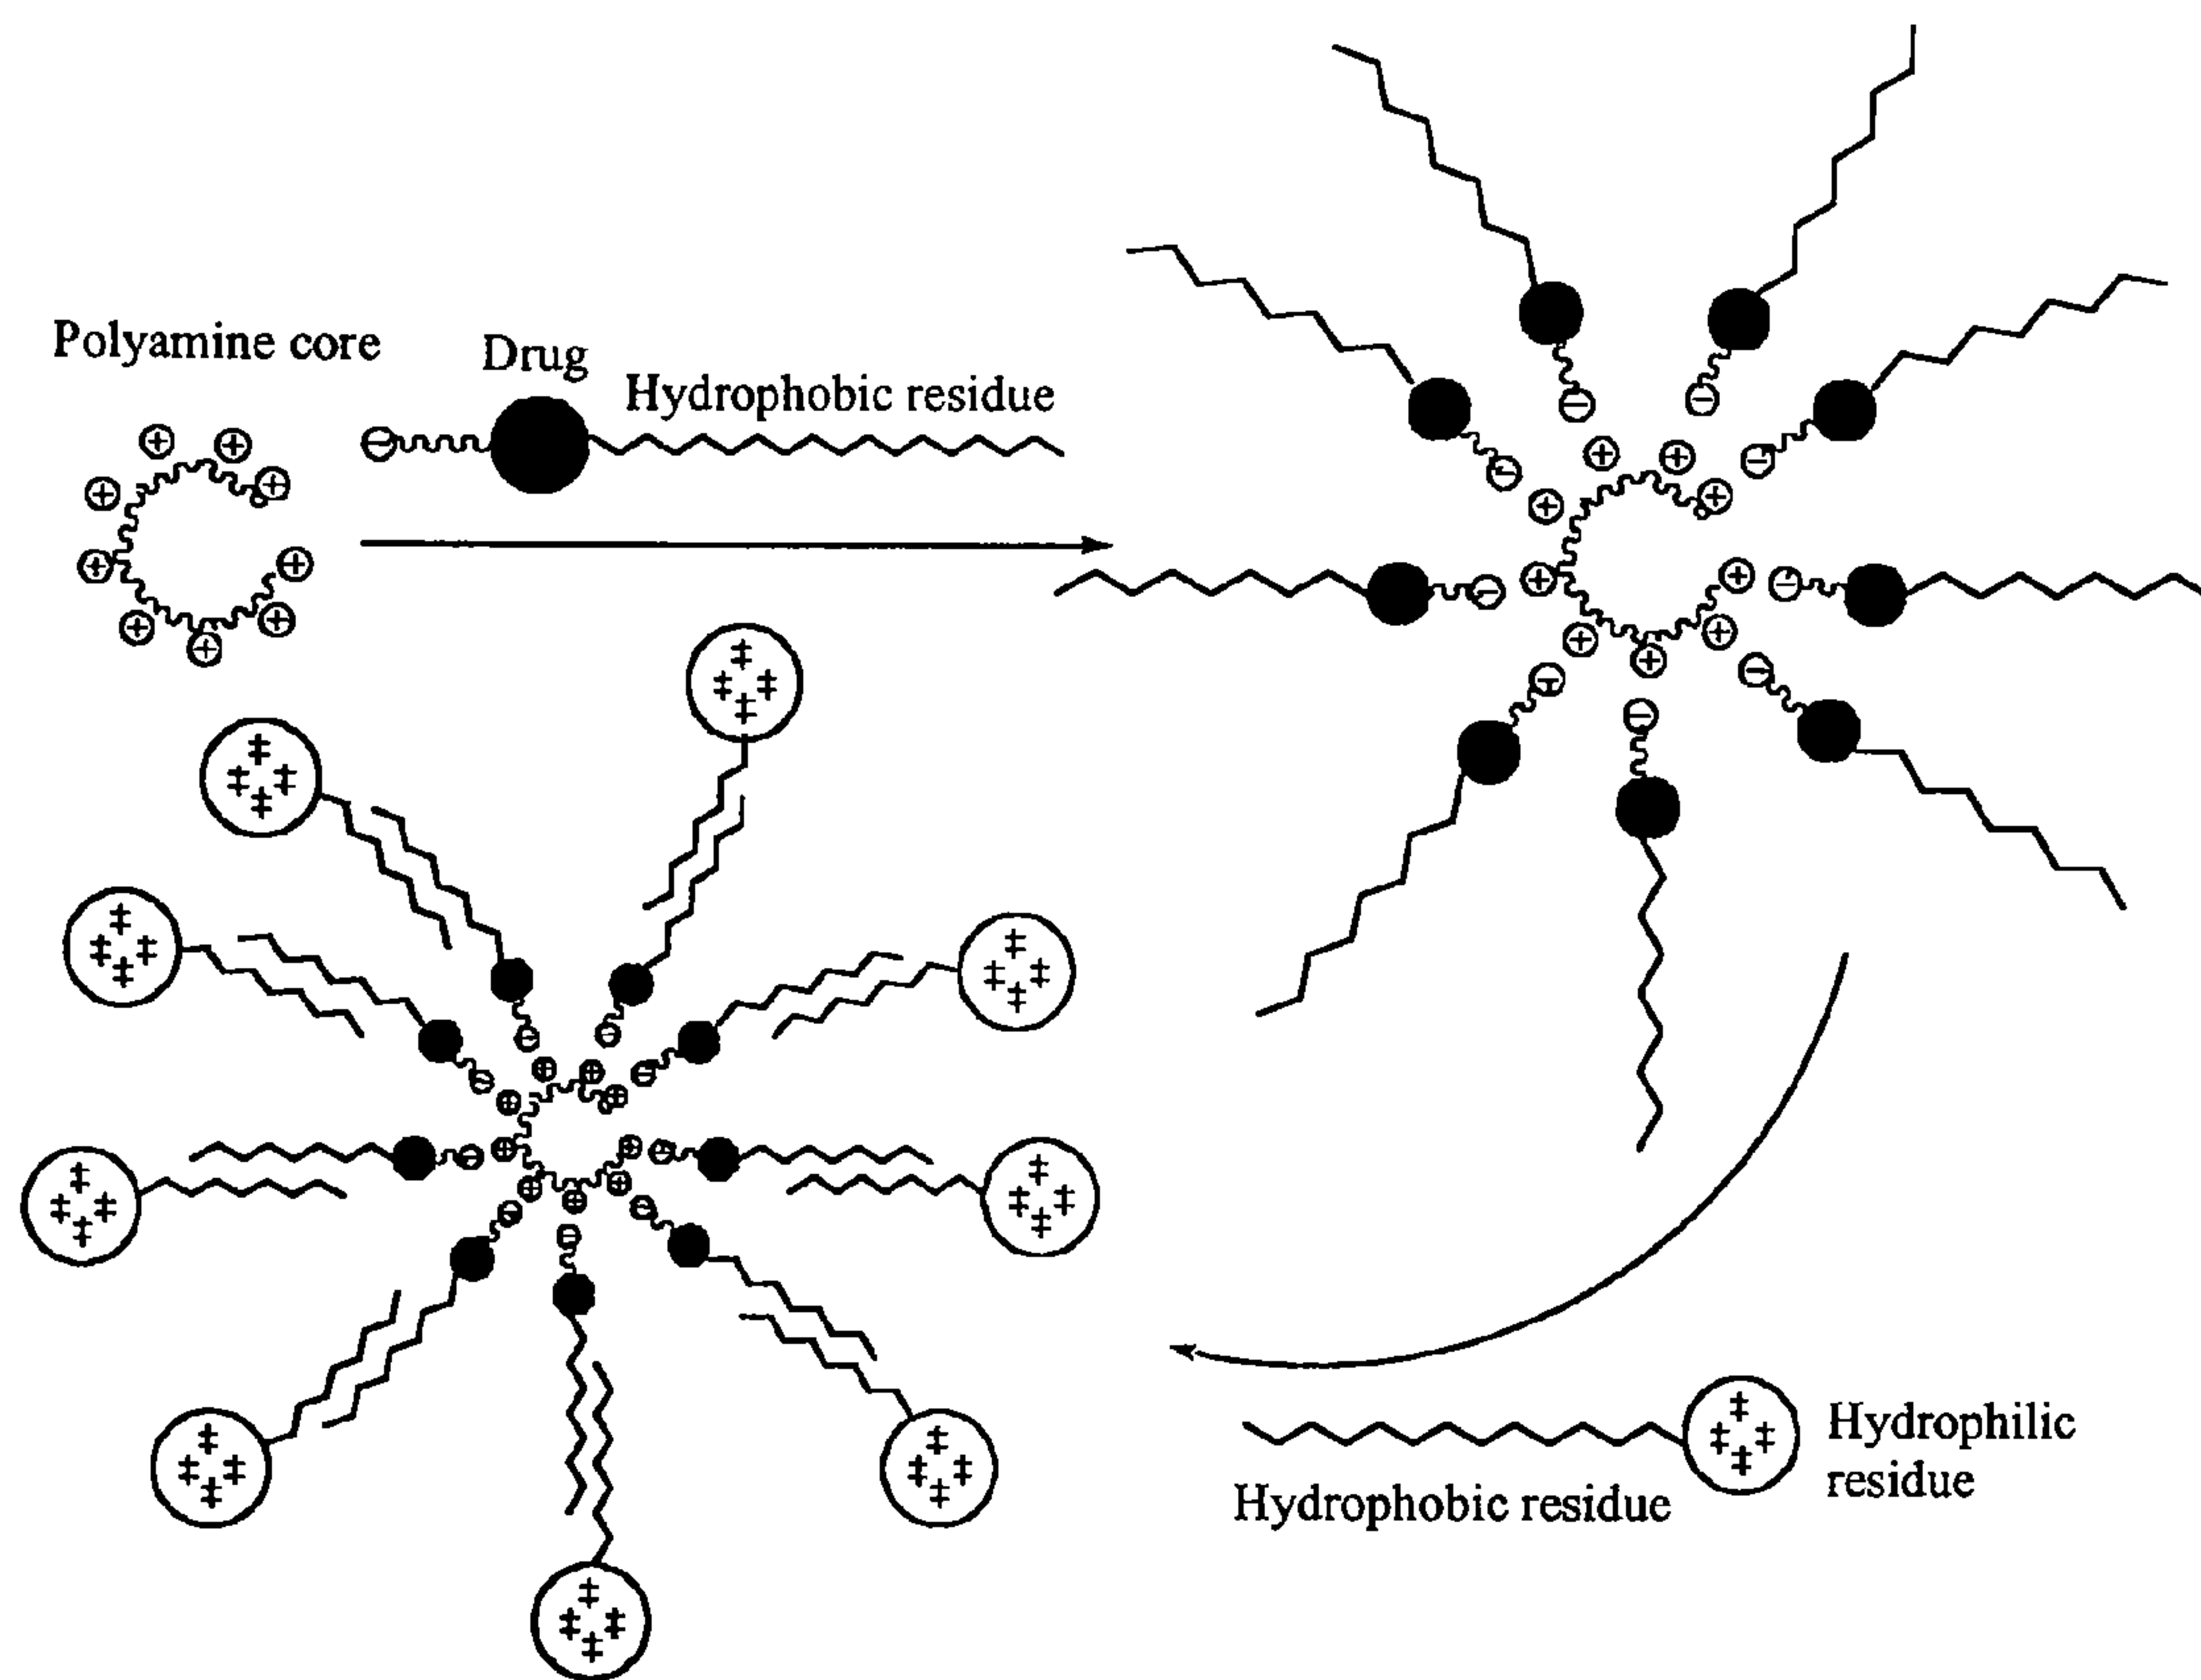 Polyamine core
Drug
Hydrophobic residue
Hydrophobic residue
Hydrophilic
residue